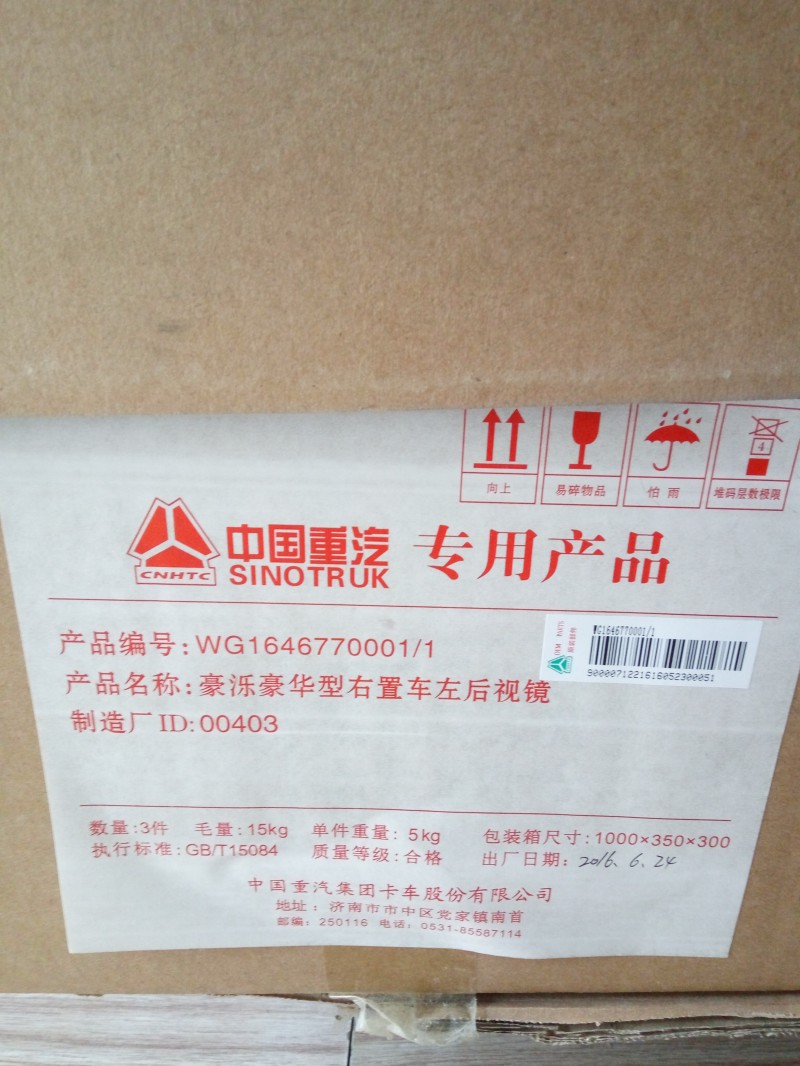 向上
易碎物品
怕雨
4
堆码层数极限
CNHTC
中国重汽
SINOTRUK
专用产品
产品编号:WG1646770001/1
产品名称:豪泺豪华型右置车左后视镜
制造厂ID:00403
WG1646770001/1
9000071221616052300051
数量:3件 毛量:15kg 单件重量:5kg 包装箱尺寸:1000×350×300
执行标准:GB/T15084 质量等级:合格 出厂日期:2016.6.24
中国重汽集团卡车股份有限公司
地址:济南市市中区党家镇南首
邮编:250116 电话:0531-85587114